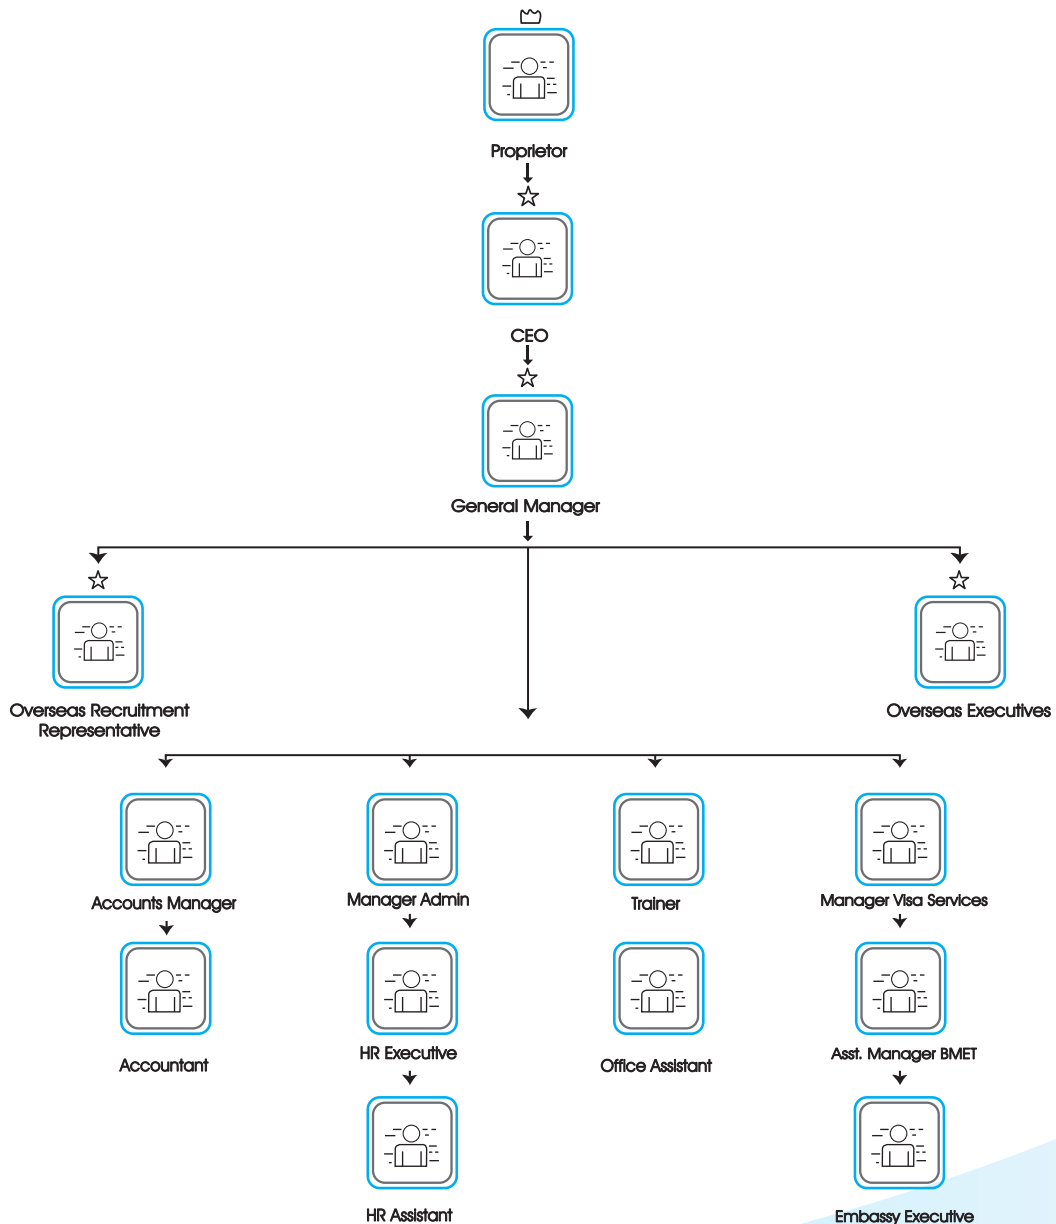 Proprietor
CEO
General Manager
Overseas Recruitment
Representative
Overseas Executives
Accounts Manager
Manager Admin
Trainer
Manager Visa Services
Accountant
HR Executive
Office Assistant
Asst. Manager BMET
HR Assistant
Embassy Executive